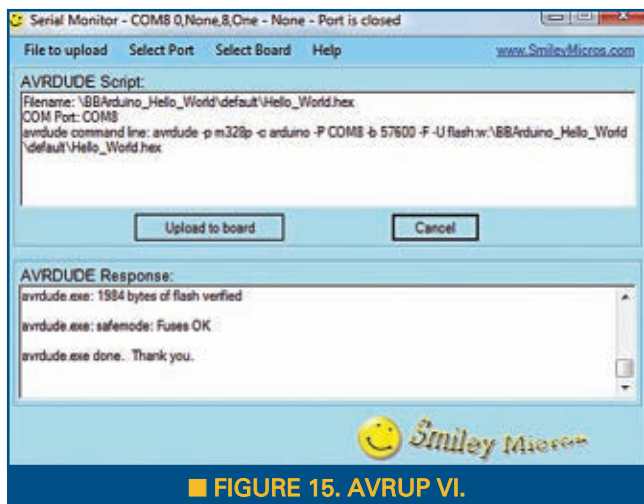 Serial Monitor - COM8 0,None,8,One - None - Port is closed
File to upload Select Port Select Board Help www.SmileyMicros.com
AVRDUDE Script:
Filename: \BBArduino_Hello_World\default\Hello_World.hex
COM Port: COM8
avrdude command line: avrdude -p m328p -c arduino -P COM8 -b 57600 -F -U flash:w:\BBArduino_Hello_World
\default\Hello_World.hex
Upload to board Cancel
AVRDUDE Response:
avrdude.exe: 1984 bytes of flash verified
avrdude.exe: safemode: Fuses OK
avrdude.exe done. Thank you.
Smiley Micros
■ FIGURE 15. AVRUP VI.